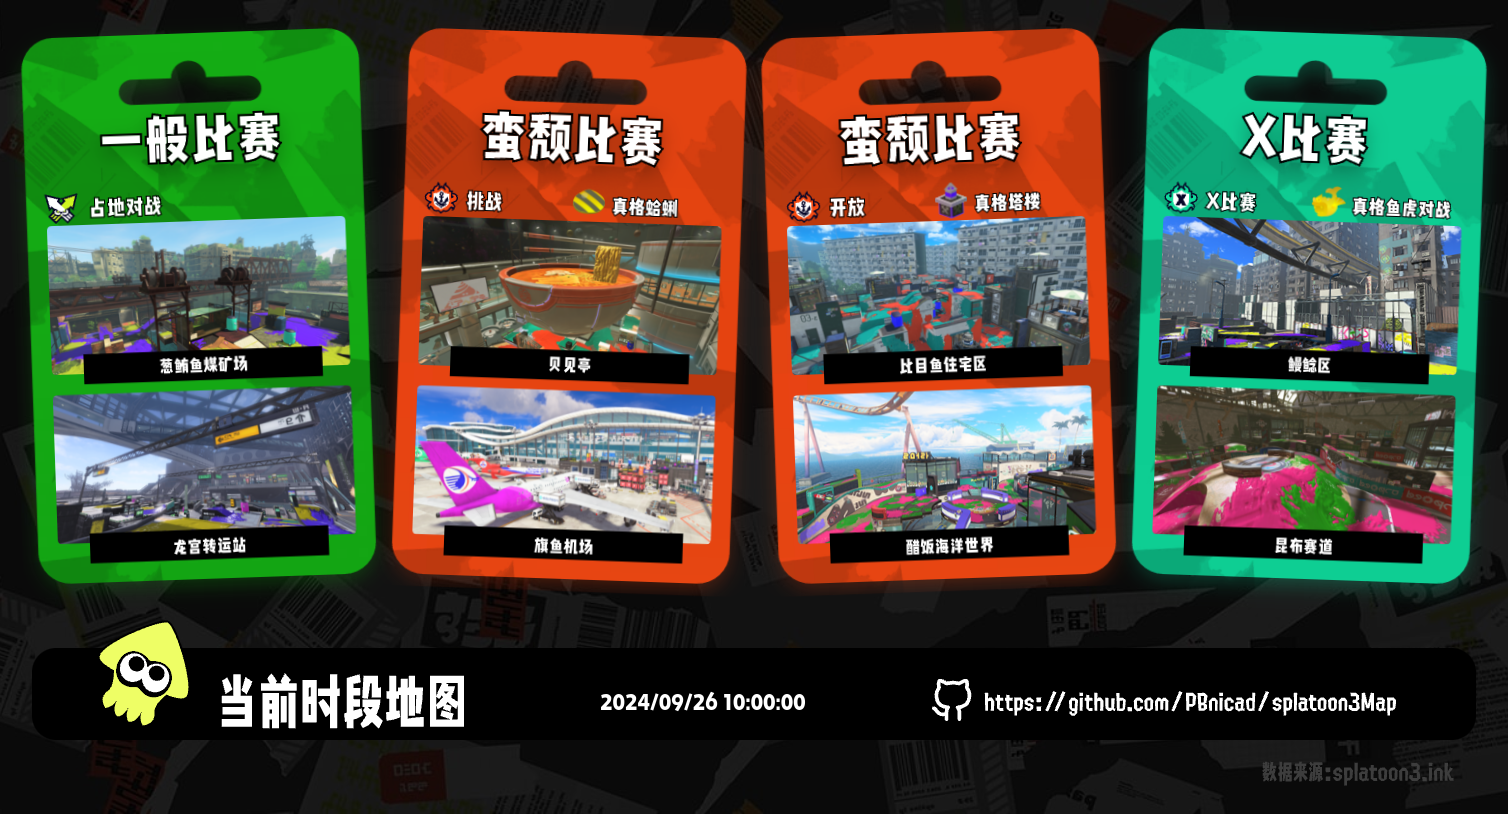 一般比赛
占地对战
葱鲔鱼煤矿场
龙宫转运站
蛮颓比赛
挑战
真格蛤蜊
贝贝亭
旗鱼机场
蛮颓比赛
开放
真格塔楼
比目鱼住宅区
醋饭海洋世界
X比赛
X比赛
真格鱼虎对战
鳗鲶区
昆布赛道
当前时段地图
2024/09/26 10:00:00
https://github.com/PBnicad/splatoon3Map
数据来源:splatoon3.ink